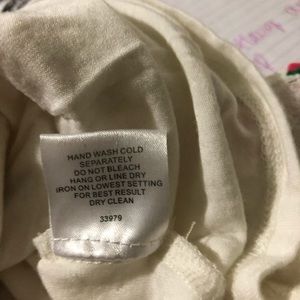 HAND WASH COLD
SEPARATELY
DO NOT BLEACH
HANG OR LINE DRY
IRON ON LOWEST SETTING
FOR BEST RESULT
DRY CLEAN
33979